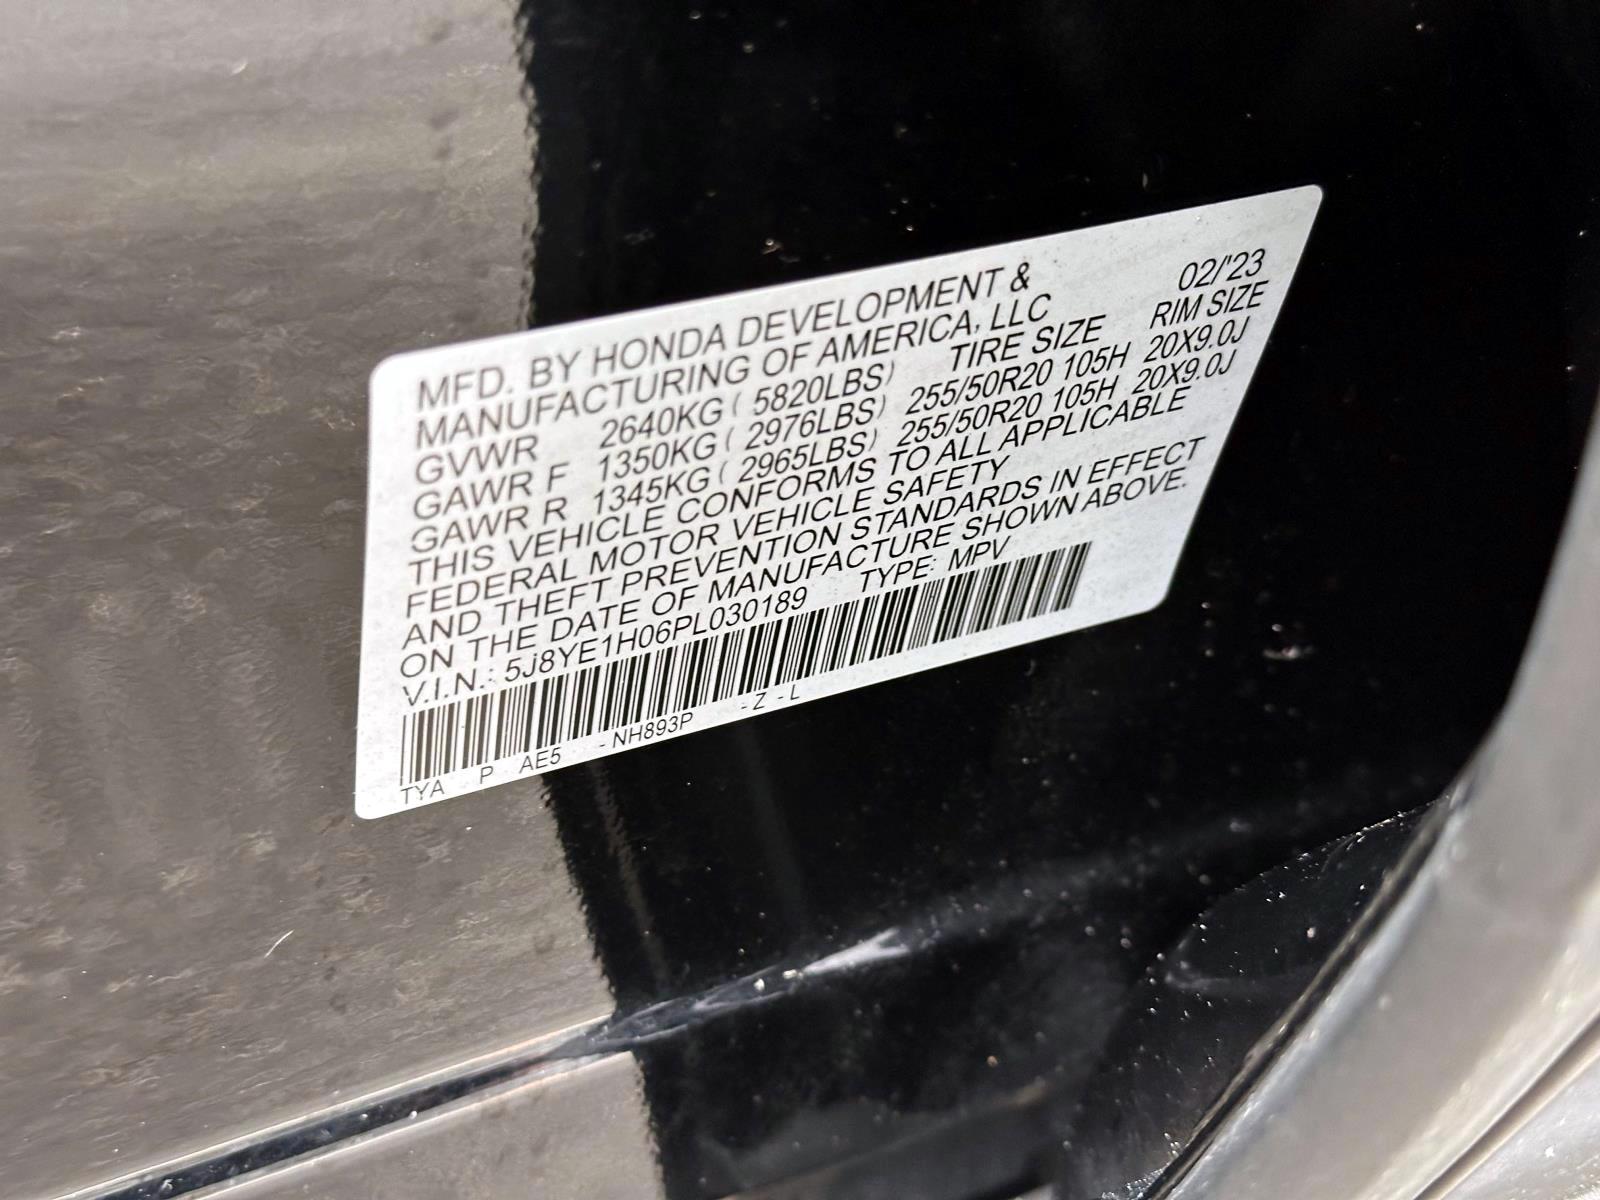 MFD. BY HONDA DEVELOPMENT & 02/'23
MANUFACTURING OF AMERICA, LLC RIM SIZE
GVWR 2640KG ( 5820LBS) TIRE SIZE
GAWR F 1350KG ( 2976LBS) 255/50R20 105H 20X9.0J
GAWR R 1345KG ( 2965LBS) 255/50R20 105H 20X9.0J
THIS VEHICLE CONFORMS TO ALL APPLICABLE
FEDERAL MOTOR VEHICLE SAFETY
AND THEFT PREVENTION STANDARDS IN EFFECT
ON THE DATE OF MANUFACTURE SHOWN ABOVE.
V.I.N.: 5J8YE1H06PL030189 TYPE: MPV
TYA P AE5 - NH893P - Z - L